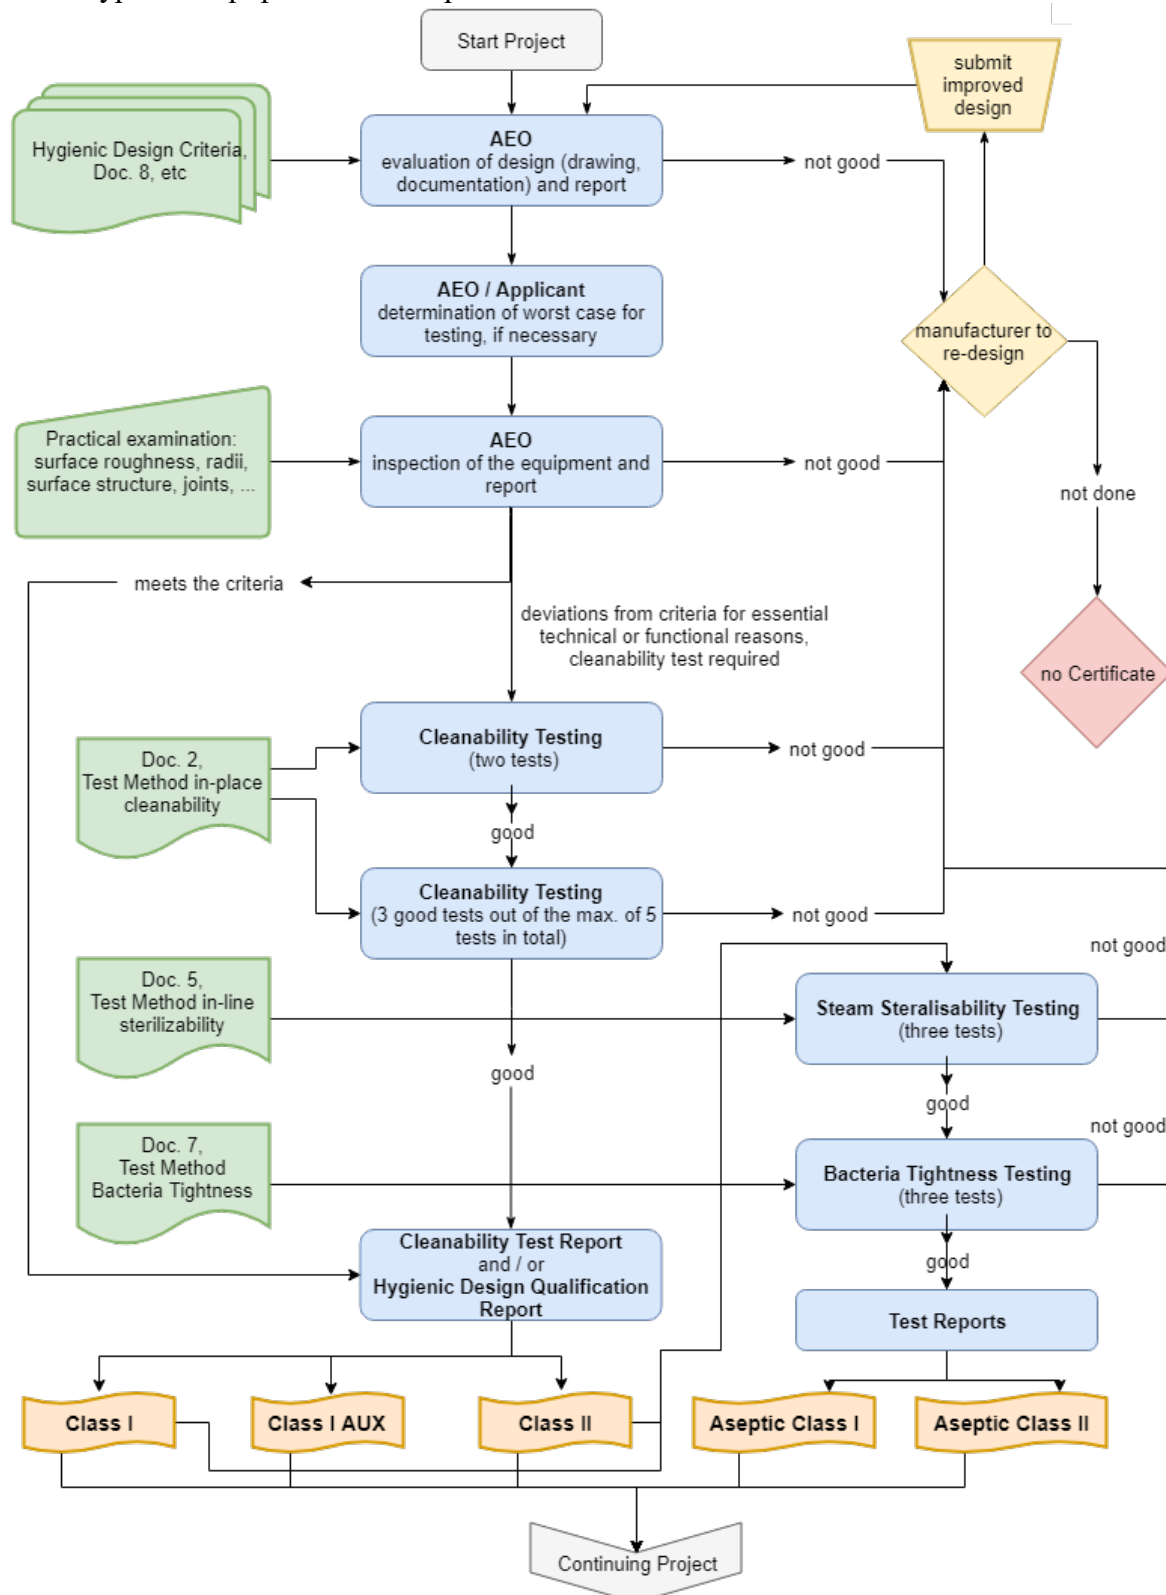 Start Project
submit
improved
design
Hygienic Design Criteria,
Doc. 8, etc
AEO
evaluation of design (drawing,
documentation) and report
not good
AEO / Applicant
determination of worst case for
testing, if necessary
manufacturer to
re-design
Practical examination:
surface roughness, radii,
surface structure, joints, ...
AEO
inspection of the equipment and
report
not good
not done
meets the criteria
deviations from criteria for essential
technical or functional reasons,
cleanability test required
no Certificate
Doc. 2,
Test Method in-place
cleanability
Cleanability Testing
(two tests)
not good
good
Cleanability Testing
(3 good tests out of the max. of 5
tests in total)
not good
not good
Doc. 5,
Test Method in-line
sterilizability
Steam Steralisability Testing
(three tests)
good
good
not good
Doc. 7,
Test Method
Bacteria Tightness
Bacteria Tightness Testing
(three tests)
good
Cleanability Test Report
and / or
Hygienic Design Qualification
Report
Test Reports
Class I
Class I AUX
Class II
Aseptic Class I
Aseptic Class II
Continuing Project